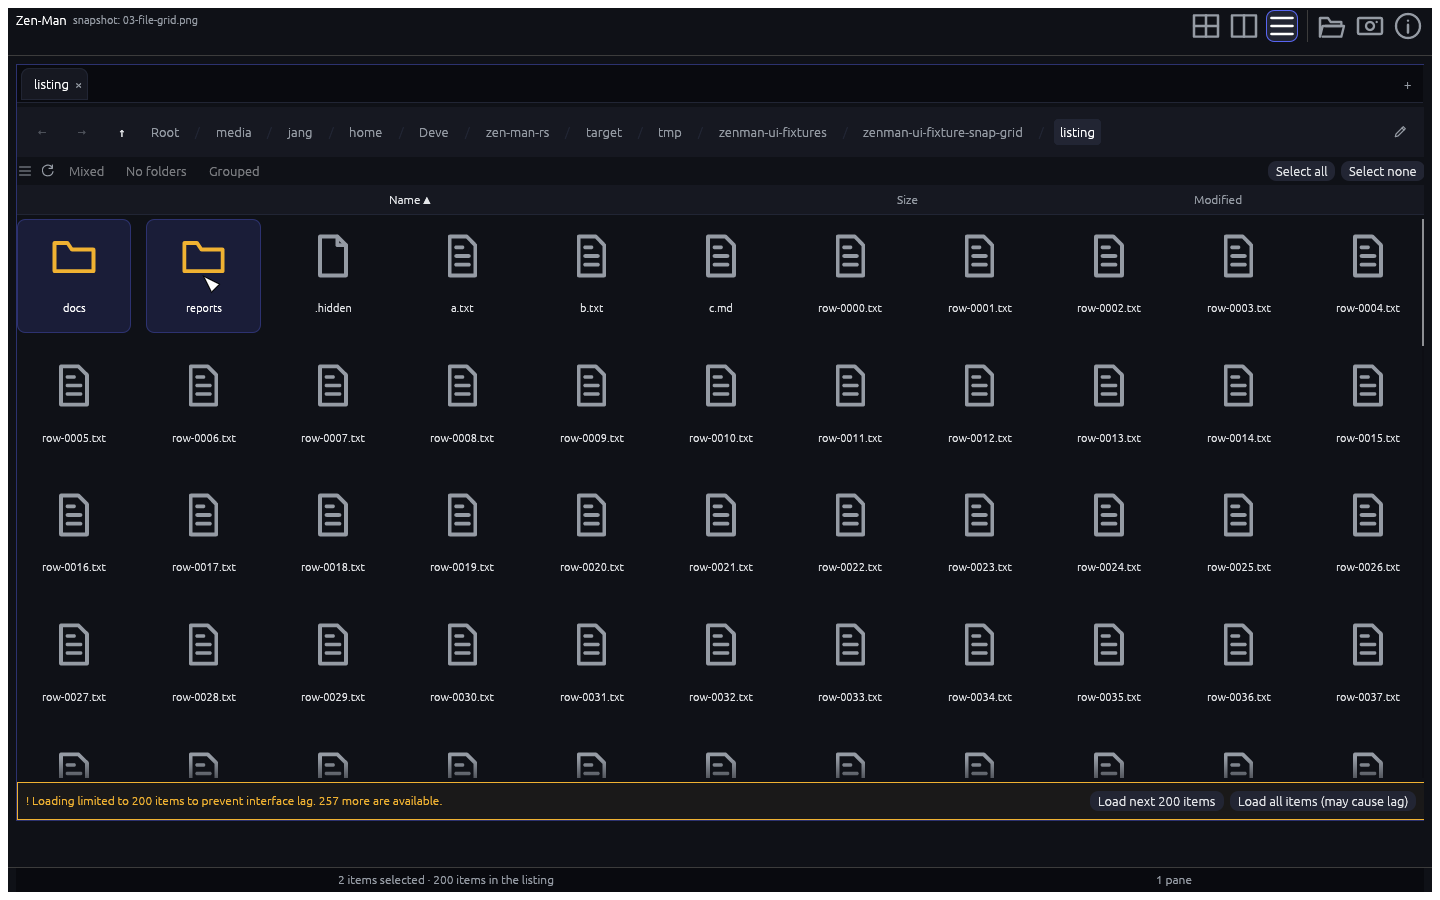 Zen-Man snapshot: 03-file-grid.png
listing × +
← → ↑ Root / media / jang / home / Deve / zen-man-rs / target / tmp / zenman-ui-fixtures / zenman-ui-fixture-snap-grid / listing
Mixed No folders Grouped Select all Select none
Name ▲ Size Modified
docs reports .hidden a.txt b.txt c.md row-0000.txt row-0001.txt row-0002.txt row-0003.txt row-0004.txt
row-0005.txt row-0006.txt row-0007.txt row-0008.txt row-0009.txt row-0010.txt row-0011.txt row-0012.txt row-0013.txt row-0014.txt row-0015.txt
row-0016.txt row-0017.txt row-0018.txt row-0019.txt row-0020.txt row-0021.txt row-0022.txt row-0023.txt row-0024.txt row-0025.txt row-0026.txt
row-0027.txt row-0028.txt row-0029.txt row-0030.txt row-0031.txt row-0032.txt row-0033.txt row-0034.txt row-0035.txt row-0036.txt row-0037.txt
! Loading limited to 200 items to prevent interface lag. 257 more are available. Load next 200 items Load all items (may cause lag)
2 items selected · 200 items in the listing 1 pane